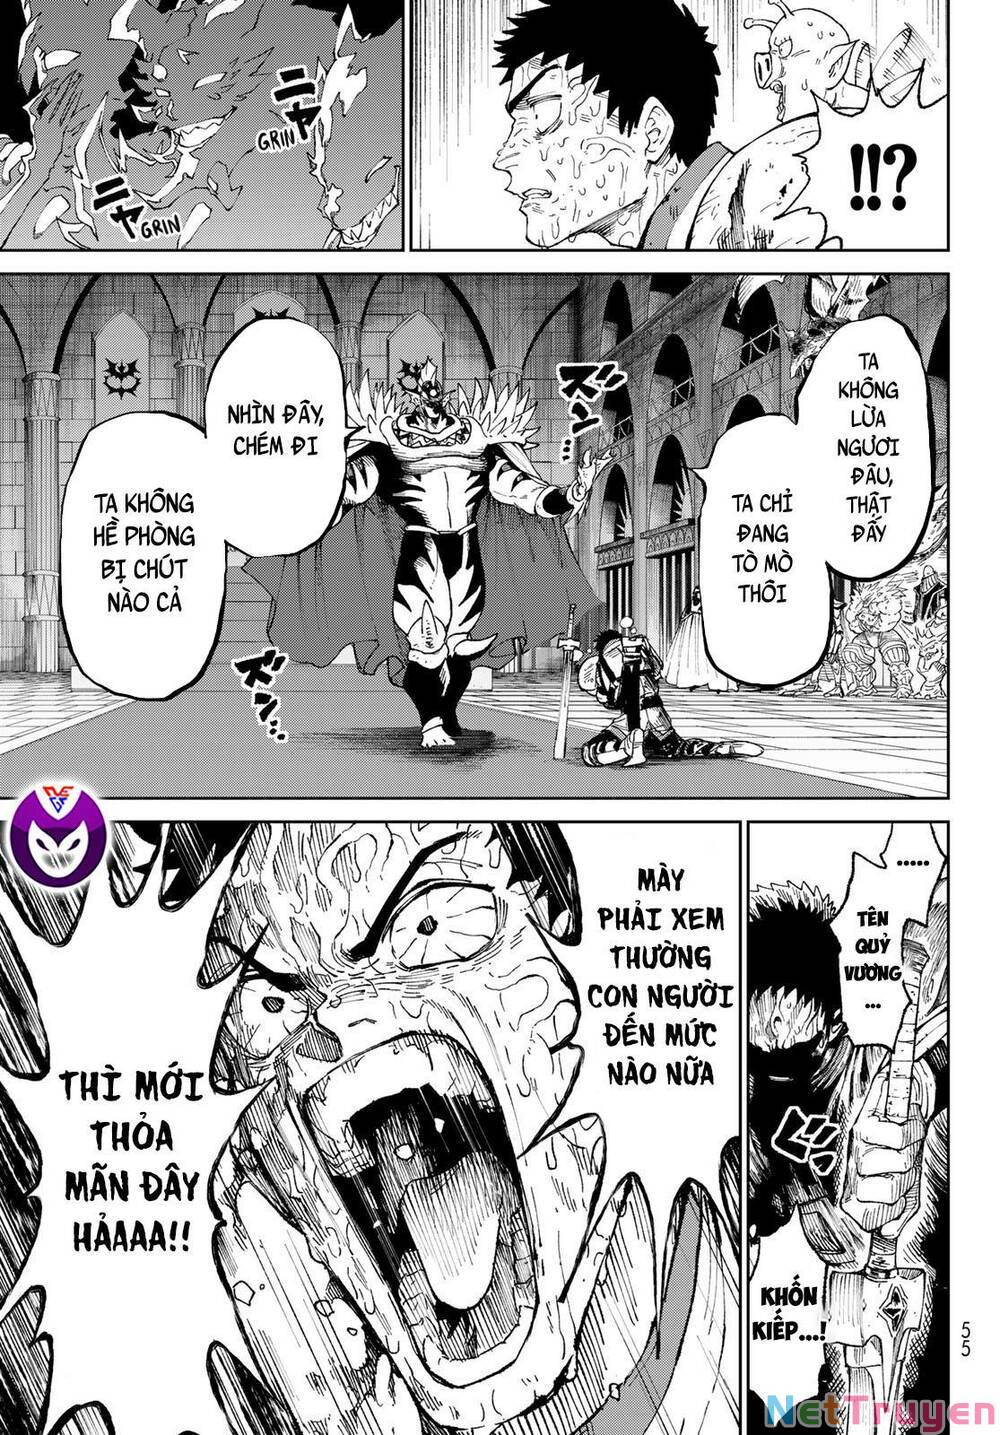 !!?
ニヤ
GRIN
ニヤ
GRIN
TA
KHÔNG
LỪA
NGƯƠI
ĐÂU,
THẬT
ĐẤY
TA CHỈ
ĐANG
TÒ MÒ
THÔI
ズン
NHÌN ĐÂY,
CHÉM ĐI
TA KHÔNG
HỀ PHÒNG
BỊ CHÚT
NÀO CẢ
ズン
......
TÊN
QUỶ
VƯƠNG
...
KHỐN
KIẾP...!
MÀY
PHẢI XEM
THƯỜNG
CON NGƯỜI
ĐẾN MỨC
NÀO NỮA
THÌ MỚI
THỎA
MÃN ĐÂY
HẢAAA!!
55
NetTruyen